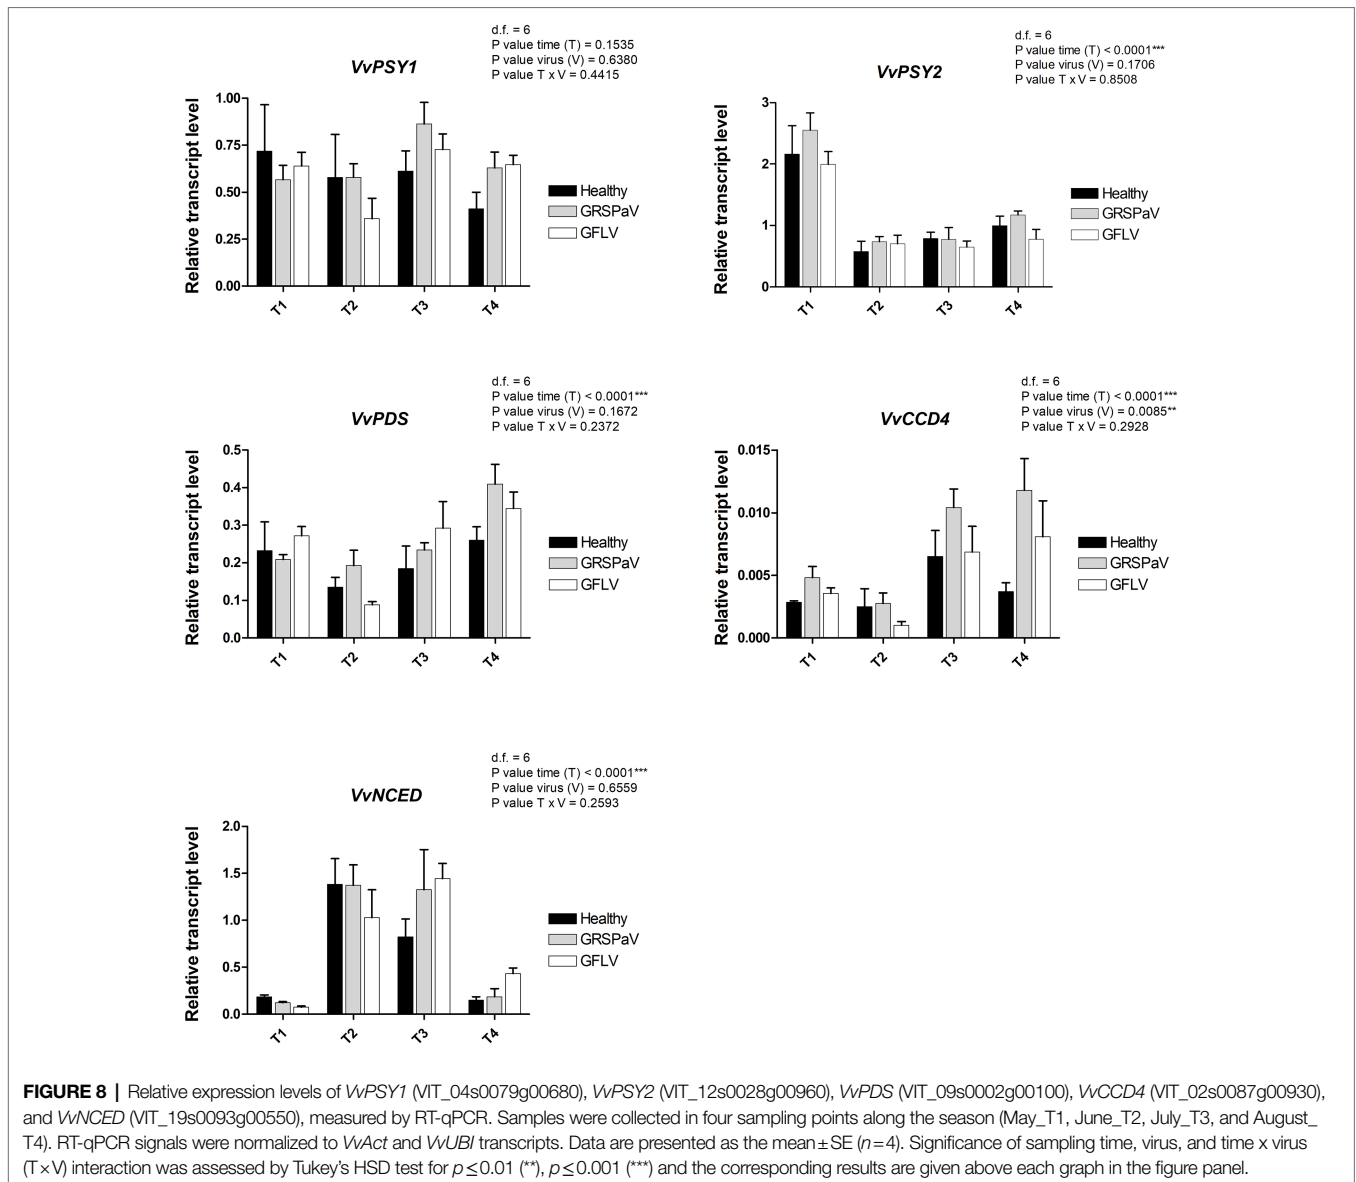 VvPSY1
d.f. = 6
P value time (T) = 0.1535
P value virus (V) = 0.6380
P value T x V = 0.4415
Relative transcript level
1.00
0.75
0.50
0.25
0.00
T1
T2
T3
T4
Healthy
GRSPaV
GFLV
VvPSY2
d.f. = 6
P value time (T) < 0.0001***
P value virus (V) = 0.1706
P value T x V = 0.8508
Relative transcript level
3
2
1
0
T1
T2
T3
T4
Healthy
GRSPaV
GFLV
VvPDS
d.f. = 6
P value time (T) < 0.0001***
P value virus (V) = 0.1672
P value T x V = 0.2372
Relative transcript level
0.5
0.4
0.3
0.2
0.1
0.0
T1
T2
T3
T4
Healthy
GRSPaV
GFLV
VvCCD4
d.f. = 6
P value time (T) < 0.0001***
P value virus (V) = 0.0085**
P value T x V = 0.2928
Relative transcript level
0.015
0.010
0.005
0.000
T1
T2
T3
T4
Healthy
GRSPaV
GFLV
VvNCED
d.f. = 6
P value time (T) < 0.0001***
P value virus (V) = 0.6559
P value T x V = 0.2593
Relative transcript level
2.0
1.5
1.0
0.5
0.0
T1
T2
T3
T4
Healthy
GRSPaV
GFLV
FIGURE 8 | Relative expression levels of VvPSY1 (VIT_04s0079g00680), VvPSY2 (VIT_12s0028g00960), VvPDS (VIT_09s0002g00100), VvCCD4 (VIT_02s0087g00930),
and VvNCED (VIT_19s0093g00550), measured by RT-qPCR. Samples were collected in four sampling points along the season (May_T1, June_T2, July_T3, and August_
T4). RT-qPCR signals were normalized to VvAct and VvUBI transcripts. Data are presented as the mean ± SE (n = 4). Significance of sampling time, virus, and time x virus
(T × V) interaction was assessed by Tukey's HSD test for p ≤ 0.01 (**), p ≤ 0.001 (***) and the corresponding results are given above each graph in the figure panel.